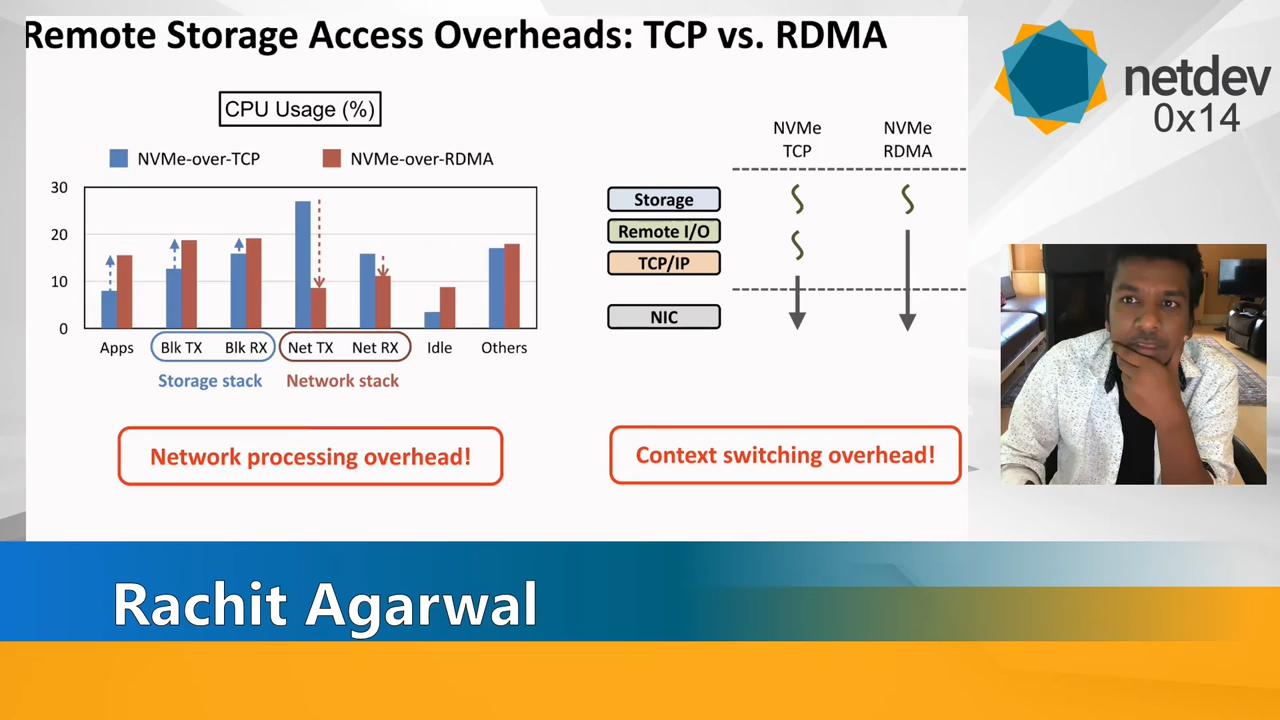 Remote Storage Access Overheads: TCP vs. RDMA
netdev
0x14
CPU Usage (%)
NVMe-over-TCP
NVMe-over-RDMA
30
20
10
0
Apps
Blk TX
Blk RX
Net TX
Net RX
Idle
Others
Storage stack
Network stack
NVMe
TCP
NVMe
RDMA
Storage
Remote I/O
TCP/IP
NIC
Network processing overhead!
Context switching overhead!
Rachit Agarwal